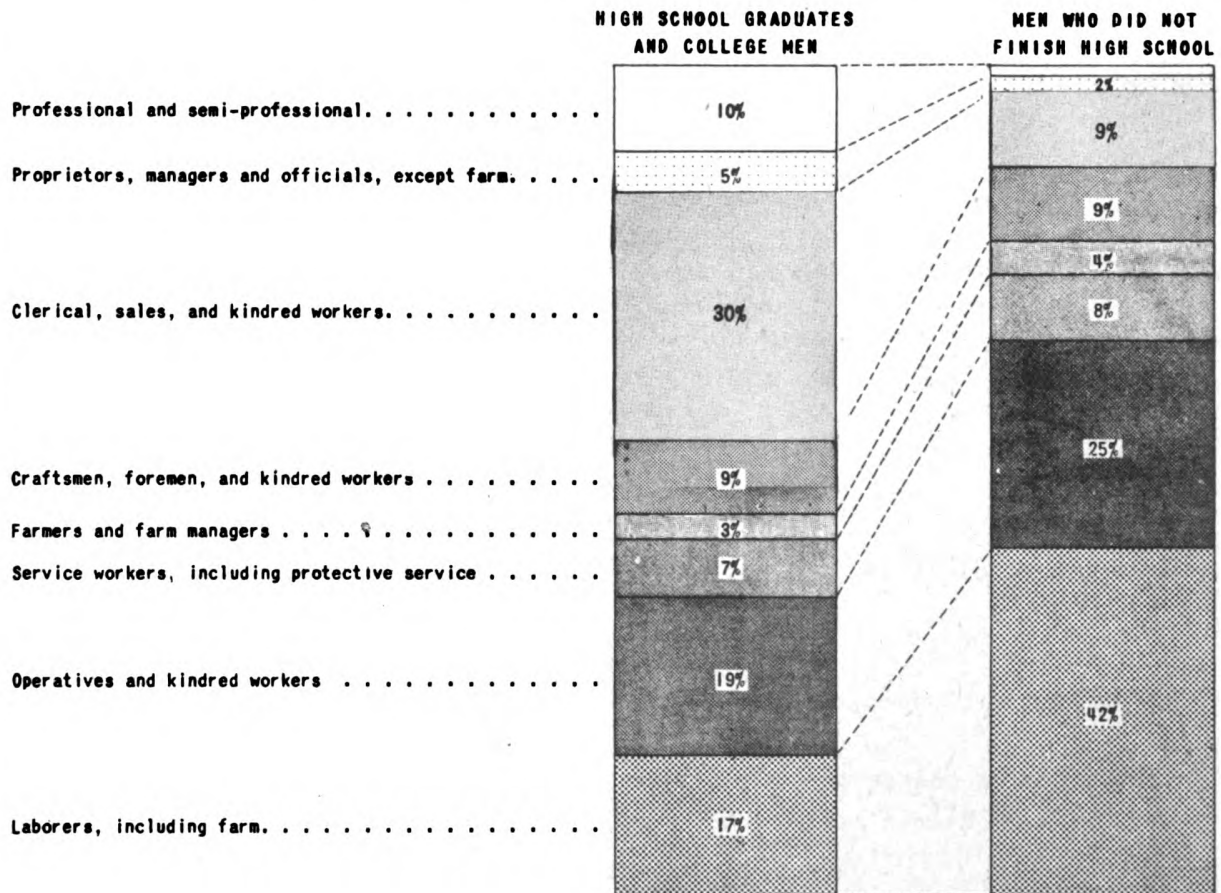 HIGH SCHOOL GRADUATES
AND COLLEGE MEN
MEN WHO DID NOT
FINISH HIGH SCHOOL
Professional and semi-professional. . . . . . . . . . . . .
10%
Proprietors, managers and officials, except farm. . . . .
5%
2%
Clerical, sales, and kindred workers. . . . . . . . . . .
30%
9%
Craftsmen, foremen, and kindred workers . . . . . . . . .
9%
9%
Farmers and farm managers . . . . . . . . . . . . . . . .
3%
4%
Service workers, including protective service . . . . . .
7%
8%
Operatives and kindred workers . . . . . . . . . . . . .
19%
25%
Laborers, including farm. . . . . . . . . . . . . . . . .
17%
42%